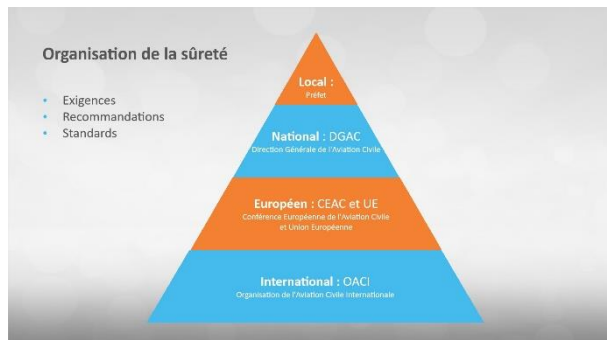 Organisation de la sûreté
• Exigences
• Recommandations
• Standards
Local :
Préfet
National : DGAC
Direction Générale de l'Aviation Civile
Européen : CEAC et UE
Conférence Européenne de l'Aviation Civile
et Union Européenne
International : OACI
Organisation de l'Aviation Civile Internationale